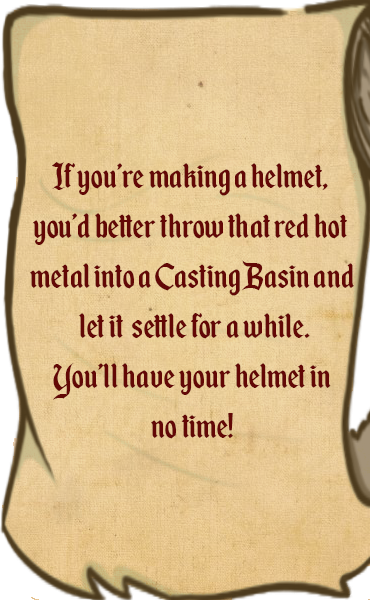 If you're making a helmet,
you'd better throw that red hot
metal into a Casting Basin and
let it settle for a while.
You'll have your helmet in
no time!